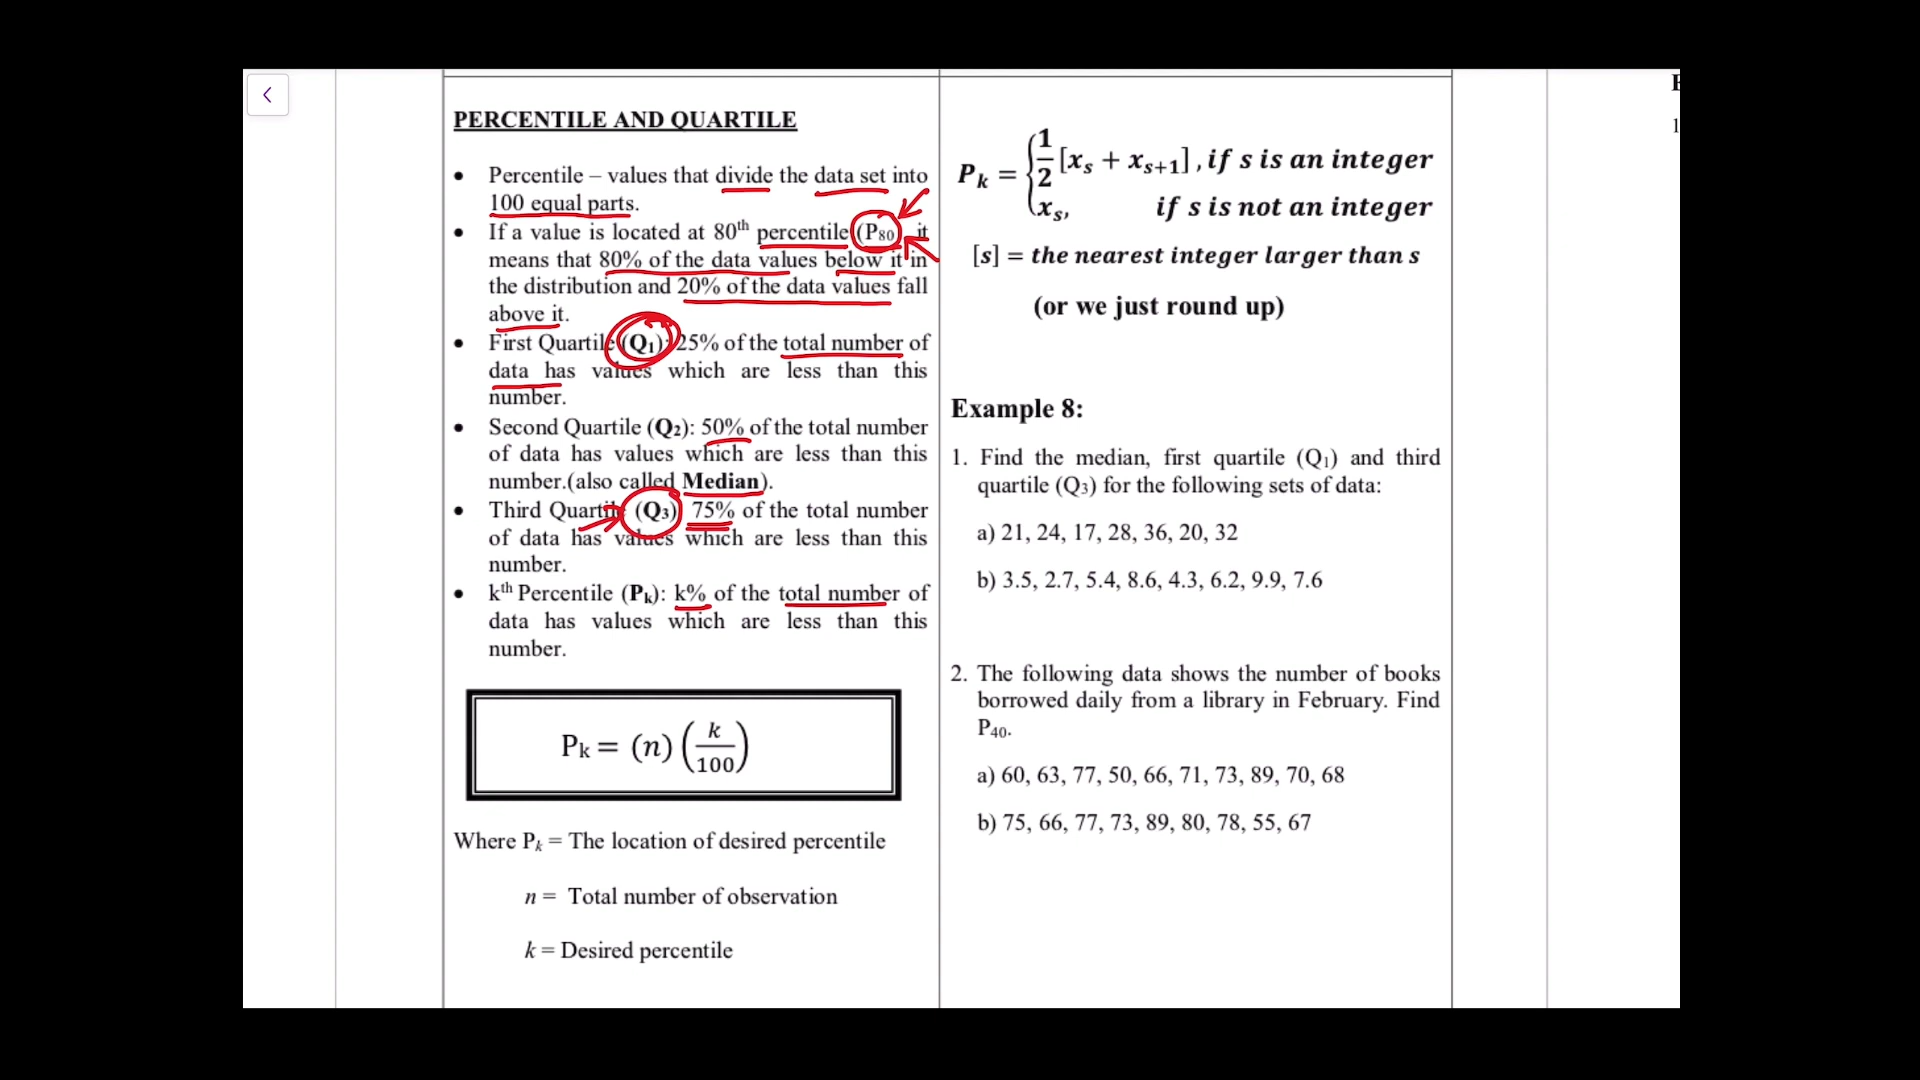 PERCENTILE AND QUARTILE
• Percentile – values that divide the data set into
100 equal parts.
• If a value is located at 80th percentile (P80) it
means that 80% of the data values below it in
the distribution and 20% of the data values fall
above it.
• First Quartile (Q1): 25% of the total number of
data has values which are less than this
number.
• Second Quartile (Q2): 50% of the total number
of data has values which are less than this
number.(also called Median).
• Third Quartile (Q3) 75% of the total number
of data has values which are less than this
number.
• kth Percentile (Pk): k% of the total number of
data has values which are less than this
number.
Pk = (n) (k/100)
Where Pk = The location of desired percentile
n = Total number of observation
k = Desired percentile
Pk = { 1/2 [xs + xs+1] , if s is an integer
xs, if s is not an integer
[s] = the nearest integer larger than s
(or we just round up)
Example 8:
1. Find the median, first quartile (Q1) and third
quartile (Q3) for the following sets of data:
a) 21, 24, 17, 28, 36, 20, 32
b) 3.5, 2.7, 5.4, 8.6, 4.3, 6.2, 9.9, 7.6
2. The following data shows the number of books
borrowed daily from a library in February. Find
P40.
a) 60, 63, 77, 50, 66, 71, 73, 89, 70, 68
b) 75, 66, 77, 73, 89, 80, 78, 55, 67